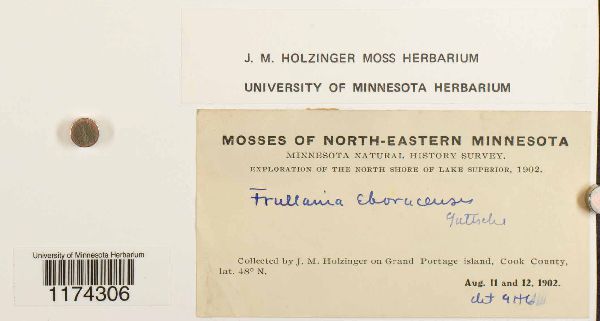 J. M. HOLZINGER MOSS HERBARIUM
UNIVERSITY OF MINNESOTA HERBARIUM
MOSSES OF NORTH-EASTERN MINNESOTA
MINNESOTA NATURAL HISTORY SURVEY.
EXPLORATION OF THE NORTH SHORE OF LAKE SUPERIOR, 1902.
Frullania eboracensis
Gottsche
Collected by J. M. Holzinger on Grand Portage island, Cook County,
lat. 48° N.
Aug. 11 and 12, 1902.
det
University of Minnesota Herbarium
1174306